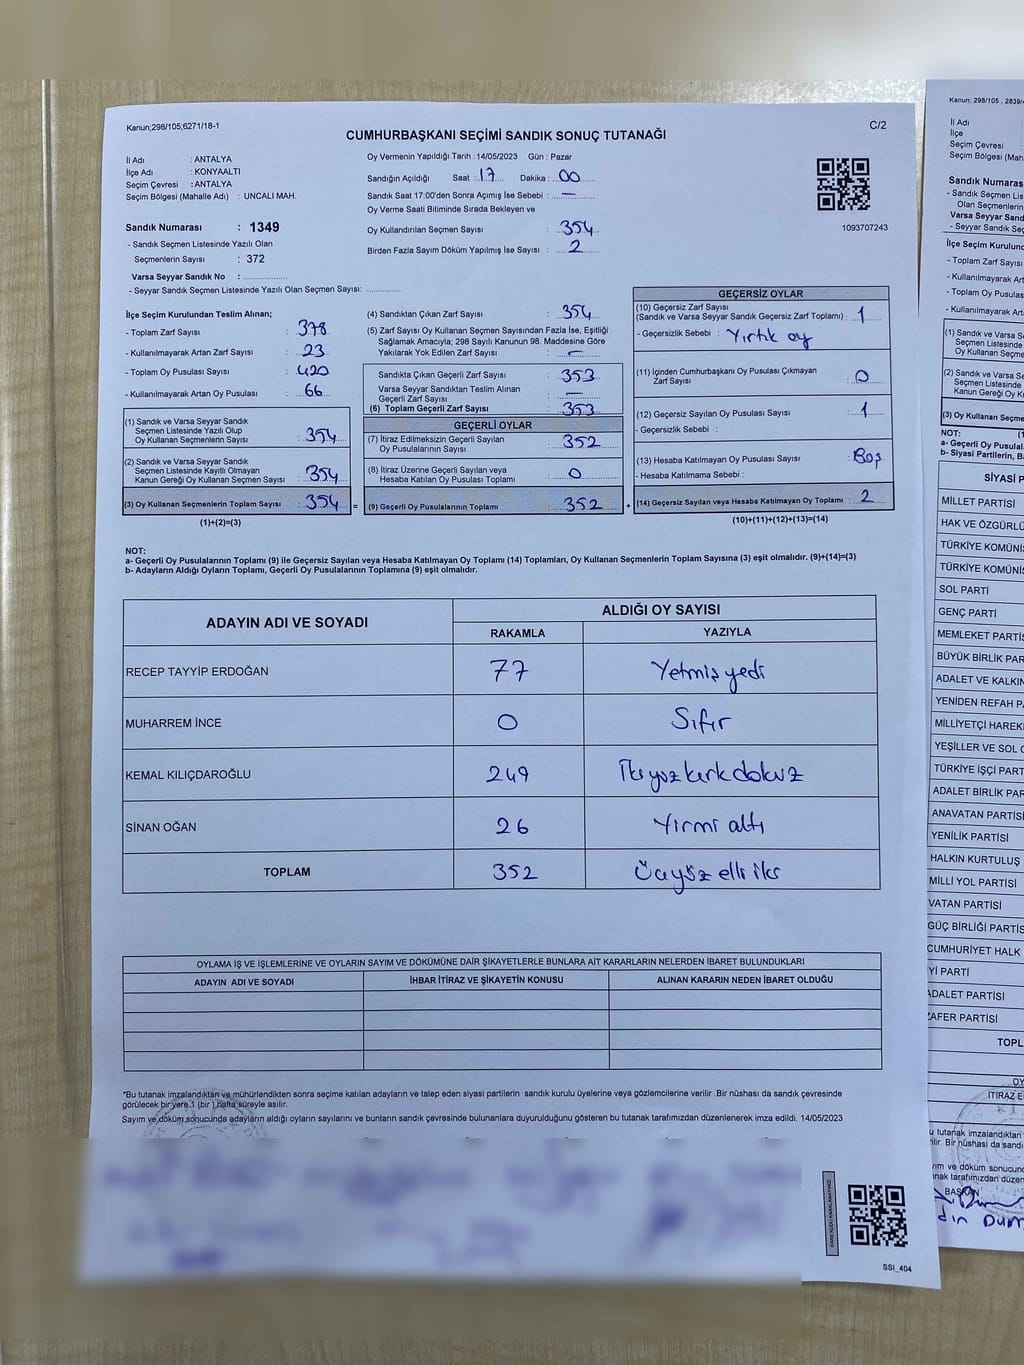 Kanun;298/105;6271/18-1
C/2
CUMHURBAŞKANI SEÇİMİ SANDIK SONUÇ TUTANAĞI
İl Adı : ANTALYA
İlçe Adı : KONYAALTI
Seçim Çevresi : ANTALYA
Seçim Bölgesi (Mahalle Adı) : UNCALI MAH.
Sandık Numarası : 1349
- Sandık Seçmen Listesinde Yazılı Olan
Seçmenlerin Sayısı : 372
Varsa Seyyar Sandık No : ..............
- Seyyar Sandık Seçmen Listesinde Yazılı Olan Seçmen Sayısı: ..............
Oy Vermenin Yapıldığı Tarih : 14/05/2023 Gün : Pazar
Sandığın Açıldığı Saat : 17 Dakika : 00
Sandık Saat 17:00'den Sonra Açımış İse Sebebi : —
Oy Verme Saati Bitiminde Sırada Bekleyen ve
Oy Kullandırılan Seçmen Sayısı : 354
Birden Fazla Sayım Döküm Yapılmış İse Sayısı : 2
1093707243
İlçe Seçim Kurulundan Teslim Alınan;
- Toplam Zarf Sayısı : 378
- Kullanılmayarak Artan Zarf Sayısı : 23
- Toplam Oy Pusulası Sayısı : 420
- Kullanılmayarak Artan Oy Pusulası : 66
(1) Sandık ve Varsa Seyyar Sandık
Seçmen Listesinde Yazılı Olup
Oy Kullanan Seçmenlerin Sayısı : 354
(2) Sandık ve Varsa Seyyar Sandık
Seçmen Listesinde Kayıtlı Olmayan
Kanun Gereği Oy Kullanan Seçmen Sayısı : 354
(3) Oy Kullanan Seçmenlerin Toplam Sayısı : 354 =
(1)+(2)=(3)
(4) Sandıktan Çıkan Zarf Sayısı : 354
(5) Zarf Sayısı Oy Kullanan Seçmen Sayısından Fazla İse, Eşitliği
Sağlamak Amacıyla; 298 Sayılı Kanunun 98. Maddesine Göre
Yakılarak Yok Edilen Zarf Sayısı : —
Sandıkta Çıkan Geçerli Zarf Sayısı : 353
Varsa Seyyar Sandıktan Teslim Alınan
Geçerli Zarf Sayısı : —
(6) Toplam Geçerli Zarf Sayısı : 353
GEÇERLİ OYLAR
(7) İtiraz Edilmeksizin Geçerli Sayılan
Oy Pusulalarının Sayısı : 352
(8) İtiraz Üzerine Geçerli Sayılan veya
Hesaba Katılan Oy Pusulası Toplamı : 0
(9) Geçerli Oy Pusulalarının Toplamı : 352 +
GEÇERSİZ OYLAR
(10) Geçersiz Zarf Sayısı
(Sandık ve Varsa Seyyar Sandık Geçersiz Zarf Toplamı) : 1
- Geçersizlik Sebebi : Yırtık oy
(11) İçinden Cumhurbaşkanı Oy Pusulası Çıkmayan
Zarf Sayısı : 0
(12) Geçersiz Sayılan Oy Pusulası Sayısı : 1
- Geçersizlik Sebebi :
(13) Hesaba Katılmayan Oy Pusulası Sayısı : Boş
- Hesaba Katılmama Sebebi :
(14) Geçersiz Sayılan veya Hesaba Katılmayan Oy Toplamı : 2
(10)+(11)+(12)+(13)=(14)
NOT:
a- Geçerli Oy Pusulalarının Toplamı (9) ile Geçersiz Sayılan veya Hesaba Katılmayan Oy Toplamı (14) Toplamları, Oy Kullanan Seçmenlerin Toplam Sayısına (3) eşit olmalıdır. (9)+(14)=(3)
b- Adayların Aldığı Oyların Toplamı, Geçerli Oy Pusulalarının Toplamına (9) eşit olmalıdır.
ADAYIN ADI VE SOYADI ALDIĞI OY SAYISI
RAKAMLA YAZIYLA
RECEP TAYYİP ERDOĞAN 77 Yetmiş yedi
MUHARREM İNCE 0 Sıfır
KEMAL KILIÇDAROĞLU 249 İkiyüz kırk dokuz
SİNAN OĞAN 26 Yirmi altı
TOPLAM 352 Üçyüz elli iki
OYLAMA İŞ VE İŞLEMLERİNE VE OYLARIN SAYIM VE DÖKÜMÜNE DAİR ŞİKAYETLERLE BUNLARA AİT KARARLARIN NELERDEN İBARET BULUNDUKLARI
ADAYIN ADI VE SOYADI İHBAR İTİRAZ VE ŞİKAYETİN KONUSU ALINAN KARARIN NEDEN İBARET OLDUĞU
*Bu tutanak imzalandıktan ve mühürlendikten sonra seçime katılan adayların ve talep eden siyasi partilerin sandık kurulu üyelerine veya gözlemcilerine verilir .Bir nüshası da sandık çevresinde
görülecek bir yere 1 (bir ) hafta süreyle asılır.
Sayım ve döküm sonucunda adayların aldığı oyların sayılarını ve bunların sandık çevresinde bulunanlara duyurulduğunu gösteren bu tutanak tarafımızdan düzenlenerek imza edildi. 14/05/2023
SSI_404
Kanun; 298/105 , 2839/
İl Adı
İlçe
Seçim Çevresi
Seçim Bölgesi (Mah
Sandık Numaras
- Sandık Seçmen Lis
Olan Seçmenlerin
Varsa Seyyar Sand
- Seyyar Sandık Seç
İlçe Seçim Kurulund
- Toplam Zarf Sayısı
- Kullanılmayarak Art
- Toplam Oy Pusulas
- Kullanılmayarak Arta
(1) Sandık ve Varsa
Seçmen Listesinde
Oy Kullanan Seçme
(2) Sandık ve Varsa
Seçmen Listesinde
Kanun Gereği Oy K
(3) Oy Kullanan Seçme
NOT:
a- Geçerli Oy Pusulal
b- Siyasi Partilerin, B
SİYASİ P
MİLLET PARTİSİ
HAK VE ÖZGÜRLÜ
TÜRKİYE KOMÜNİ
TÜRKİYE KOMÜNİS
SOL PARTİ
GENÇ PARTİ
MEMLEKET PARTİS
BÜYÜK BİRLİK PAR
ADALET VE KALKIN
YENİDEN REFAH P
MİLLİYETÇİ HAREK
YEŞİLLER VE SOL G
TÜRKİYE İŞÇİ PART
ADALET BİRLİK PAR
ANAVATAN PARTİS
YENİLİK PARTİSİ
HALKIN KURTULUŞ
MİLLİ YOL PARTİSİ
VATAN PARTİSİ
GÜÇ BİRLİĞİ PARTİS
CUMHURİYET HALK
Yİ PARTİ
ADALET PARTİSİ
ZAFER PARTİSİ
TOPL
OY
İTİRAZ E
u tutanak imzalandıktan
ilir. Bir nüshası da sandı
ım ve döküm sonucund
nak tarafımızdan düzen
BAŞKAN